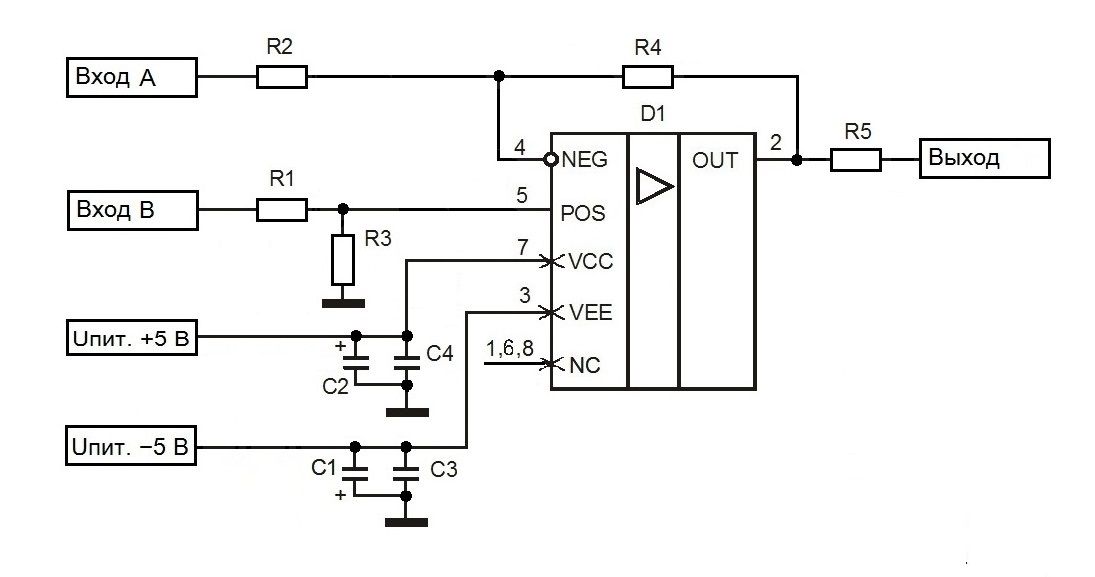 R2
R4
Вход A
D1
4
NEG
OUT
2
R5
Выход
R1
Вход B
5
POS
R3
7
VCC
3
VEE
Uпит. +5 В
+
C4
1,6,8
NC
C2
Uпит. −5 В
C1
C3
+